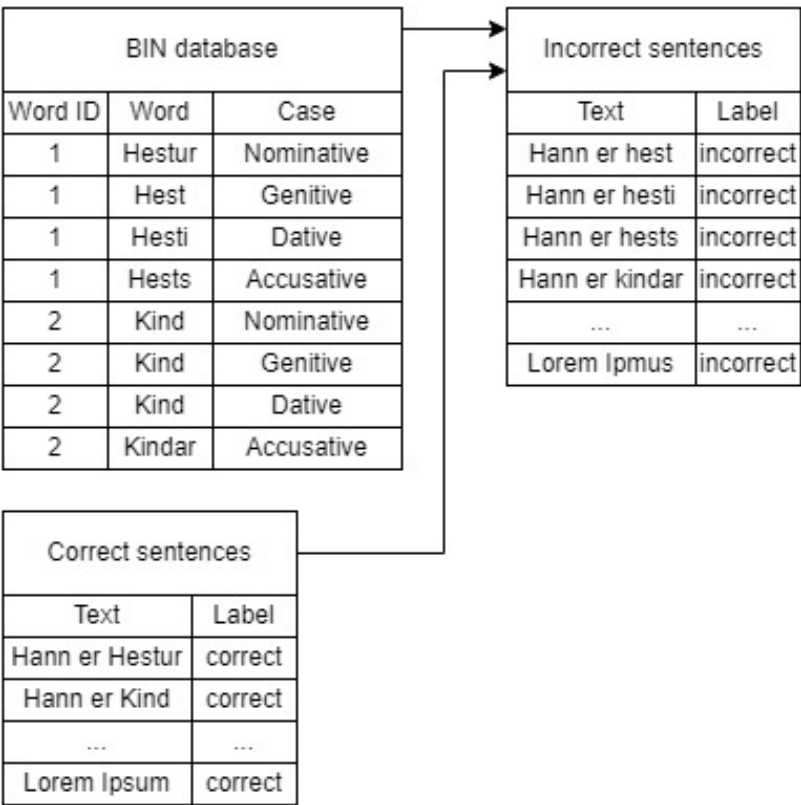 BIN database
Word ID Word Case
1 Hestur Nominative
1 Hest Genitive
1 Hesti Dative
1 Hests Accusative
2 Kind Nominative
2 Kind Genitive
2 Kind Dative
2 Kindar Accusative
Incorrect sentences
Text Label
Hann er hest incorrect
Hann er hesti incorrect
Hann er hests incorrect
Hann er kindar incorrect
... ...
Lorem Ipmus incorrect
Correct sentences
Text Label
Hann er Hestur correct
Hann er Kind correct
... ...
Lorem Ipsum correct